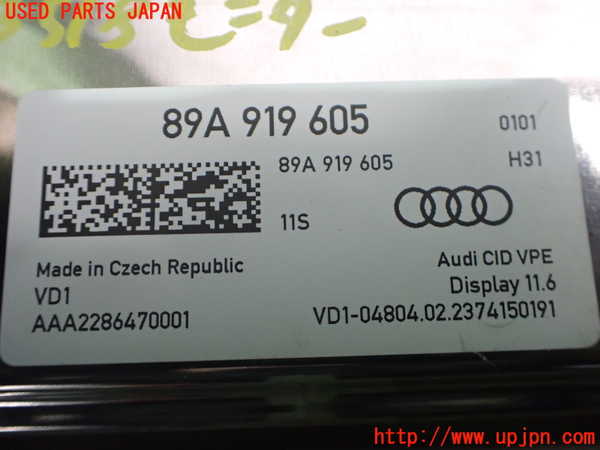 USED PARTS JAPAN
89A 919 605
0101
89A 919 605
H31
11S
Made in Czech Republic
Audi CID VPE
VD1
Display 11.6
AAA2286470001
VD1-04804.02.2374150191
http://www.upjpn.com